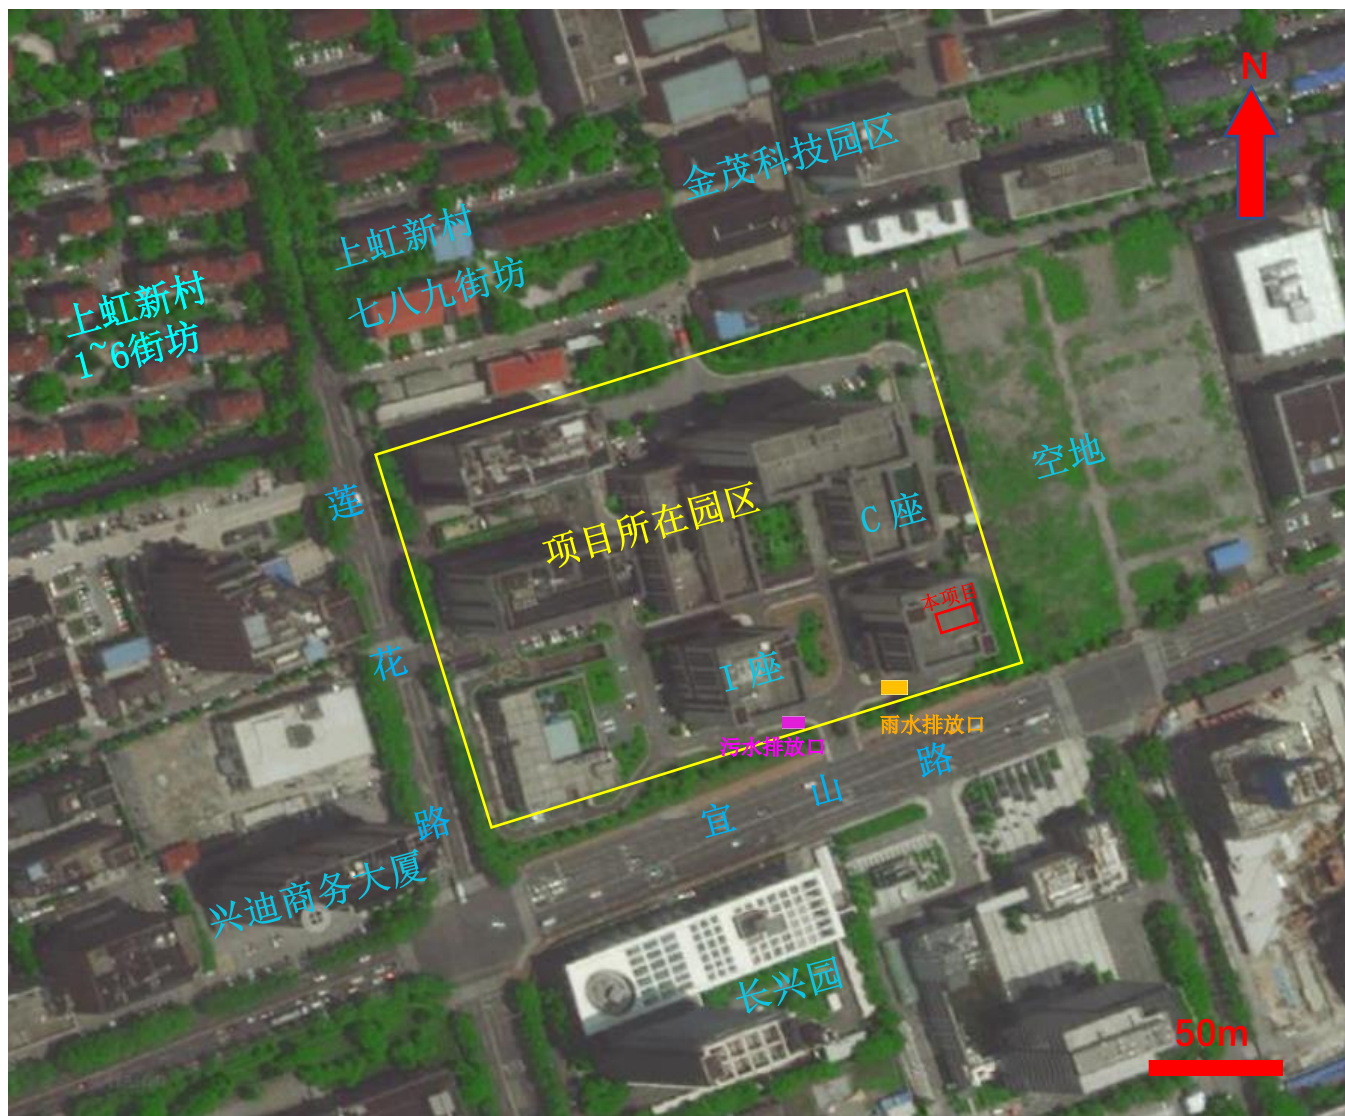 N
金茂科技园区
上虹新村
七八九街坊
上虹新村
1~6街坊
空地
莲
花
路
项目所在园区
C 座
本项目
I 座
雨水排放口
污水排放口
宜
山
路
兴迪商务大厦
长兴园
50m